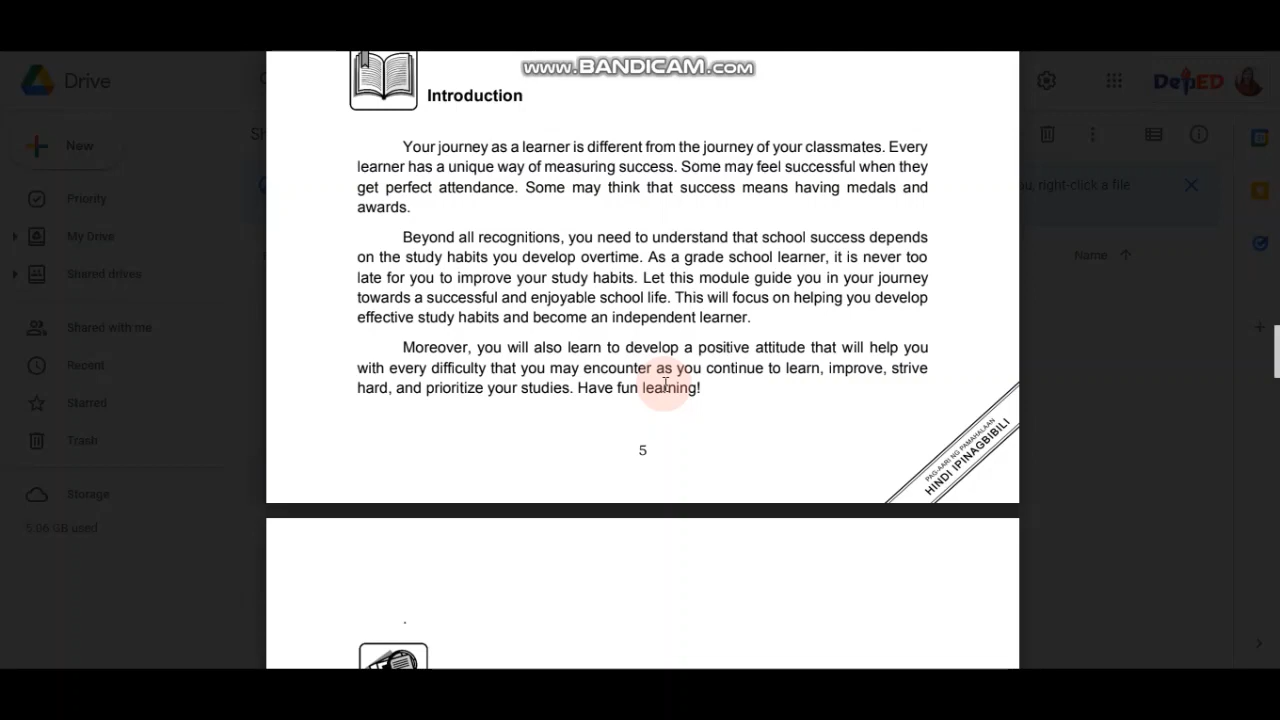 www.BANDICAM.com
Drive
DepED
Introduction
New
Your journey as a learner is different from the journey of your classmates. Every
learner has a unique way of measuring success. Some may feel successful when they
get perfect attendance. Some may think that success means having medals and
awards.
u, right-click a file
Priority
My Drive
Shared drives
Name
Beyond all recognitions, you need to understand that school success depends
on the study habits you develop overtime. As a grade school learner, it is never too
late for you to improve your study habits. Let this module guide you in your journey
towards a successful and enjoyable school life. This will focus on helping you develop
effective study habits and become an independent learner.
Shared with me
Recent
Starred
Trash
Moreover, you will also learn to develop a positive attitude that will help you
with every difficulty that you may encounter as you continue to learn, improve, strive
hard, and prioritize your studies. Have fun learning!
5
PAG-AARI NG PAMAHALAAN
HINDI IPINAGBIBILI
Storage
5.06 GB used